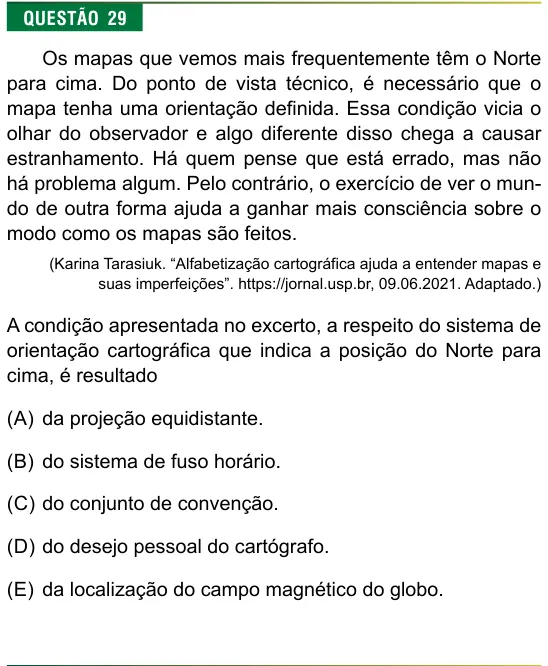 QUESTÃO 29
Os mapas que vemos mais frequentemente têm o Norte
para cima. Do ponto de vista técnico, é necessário que o
mapa tenha uma orientação definida. Essa condição vicia o
olhar do observador e algo diferente disso chega a causar
estranhamento. Há quem pense que está errado, mas não
há problema algum. Pelo contrário, o exercício de ver o mun-
do de outra forma ajuda a ganhar mais consciência sobre o
modo como os mapas são feitos.
(Karina Tarasiuk. “Alfabetização cartográfica ajuda a entender mapas e
suas imperfeições”. https://jornal.usp.br, 09.06.2021. Adaptado.)
A condição apresentada no excerto, a respeito do sistema de
orientação cartográfica que indica a posição do Norte para
cima, é resultado
(A) da projeção equidistante.
(B) do sistema de fuso horário.
(C) do conjunto de convenção.
(D) do desejo pessoal do cartógrafo.
(E) da localização do campo magnético do globo.